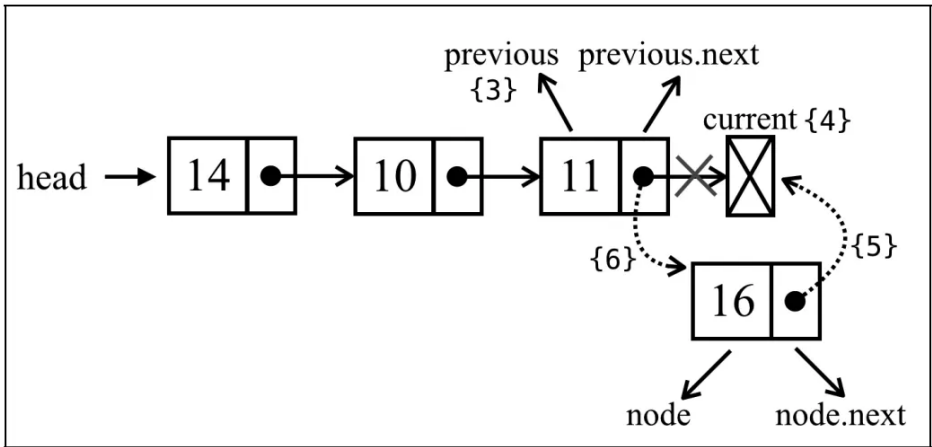 previous previous.next
{3}
current {4}
head 14 10 11
{6} {5}
16
node node.next